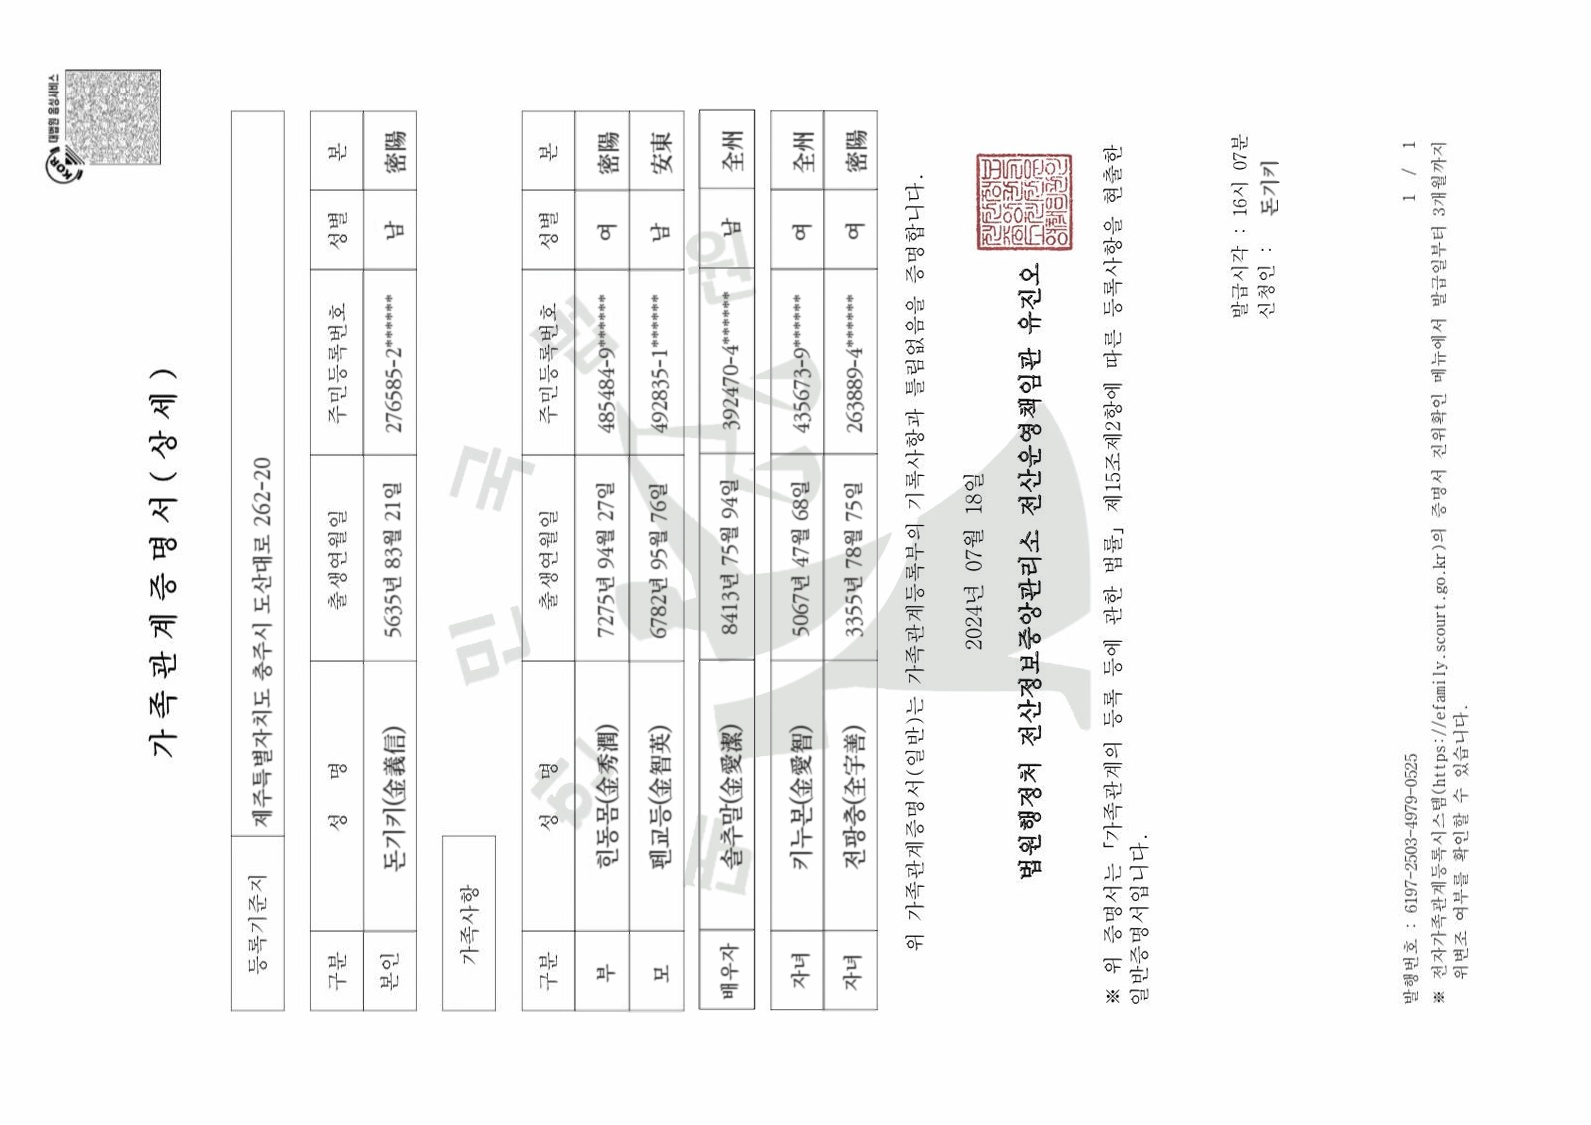 대법원 음성서비스
KOR
가족관계증명서(상세)
등록기준지 제주특별자치도 충주시 도산대로 262-20
구분 성 명 출생연월일 주민등록번호 성별 본
본인 돈기키(金義信) 5635년 83월 21일 276585-2****** 남 密陽
가족사항
구분 성 명 출생연월일 주민등록번호 성별 본
부 힌동몸(金秀潤) 7275년 94월 27일 485484-9****** 여 密陽
모 펜교등(金智英) 6782년 95월 76일 492835-1****** 남 安東
배우자 솔추말(金愛潔) 8413년 75월 94일 392470-4****** 남 全州
자녀 키누본(金愛智) 5067년 47월 68일 435673-9****** 여 全州
자녀 전팡층(全宇善) 3355년 78월 75일 263889-4****** 여 密陽
위 가족관계증명서(일반)는 가족관계등록부의 기록사항과 틀림없음을 증명합니다.
2024년 07월 18일
법원행정처 전산정보중앙관리소 전산운영책임관 유진오
※ 위 증명서는 「가족관계의 등록 등에 관한 법률」 제15조제2항에 따른 등록사항을 현출한
일반증명서입니다.
발급시각 : 16시 07분
신청인 : 돈기키
발행번호 : 6197-2503-4979-0525
1 / 1
※ 전자가족관계등록시스템(https://efamily.scourt.go.kr)의 증명서 진위확인 메뉴에서 발급일부터 3개월까지
위변조 여부를 확인할 수 있습니다.
대한민국법원